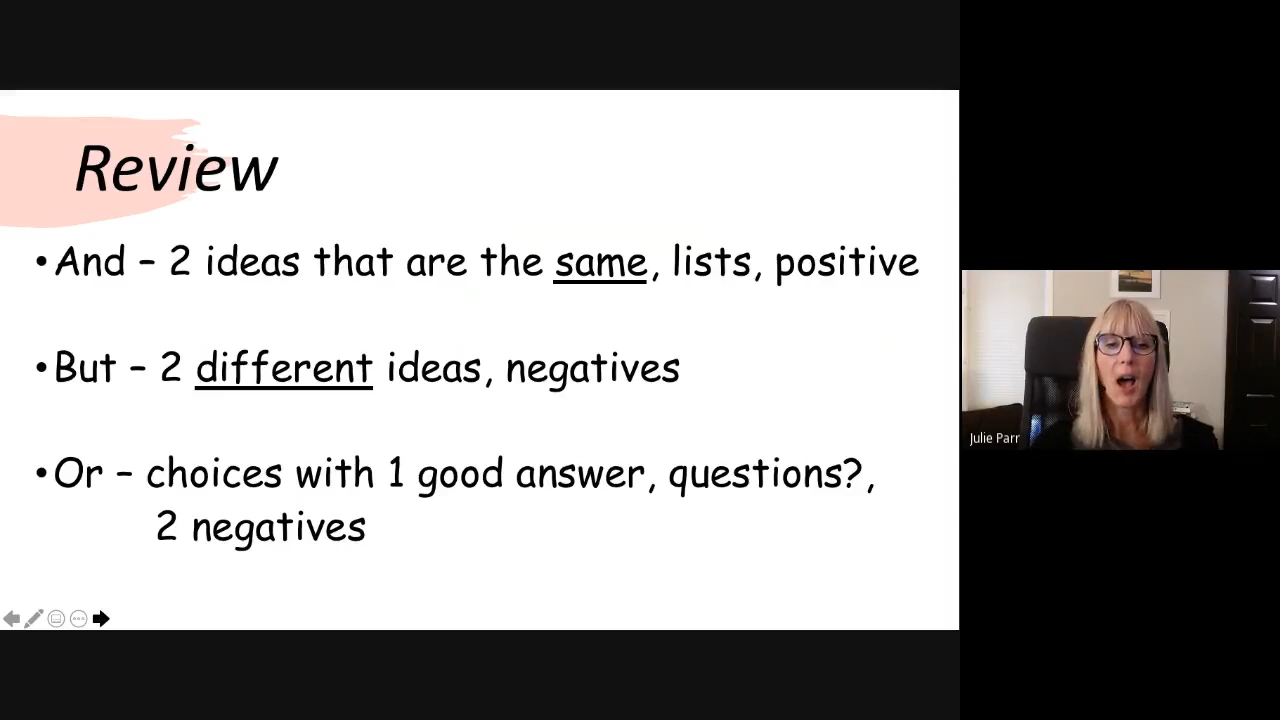 Review
•And – 2 ideas that are the same, lists, positive
•But – 2 different ideas, negatives
•Or – choices with 1 good answer, questions?,
2 negatives
Julie Parr